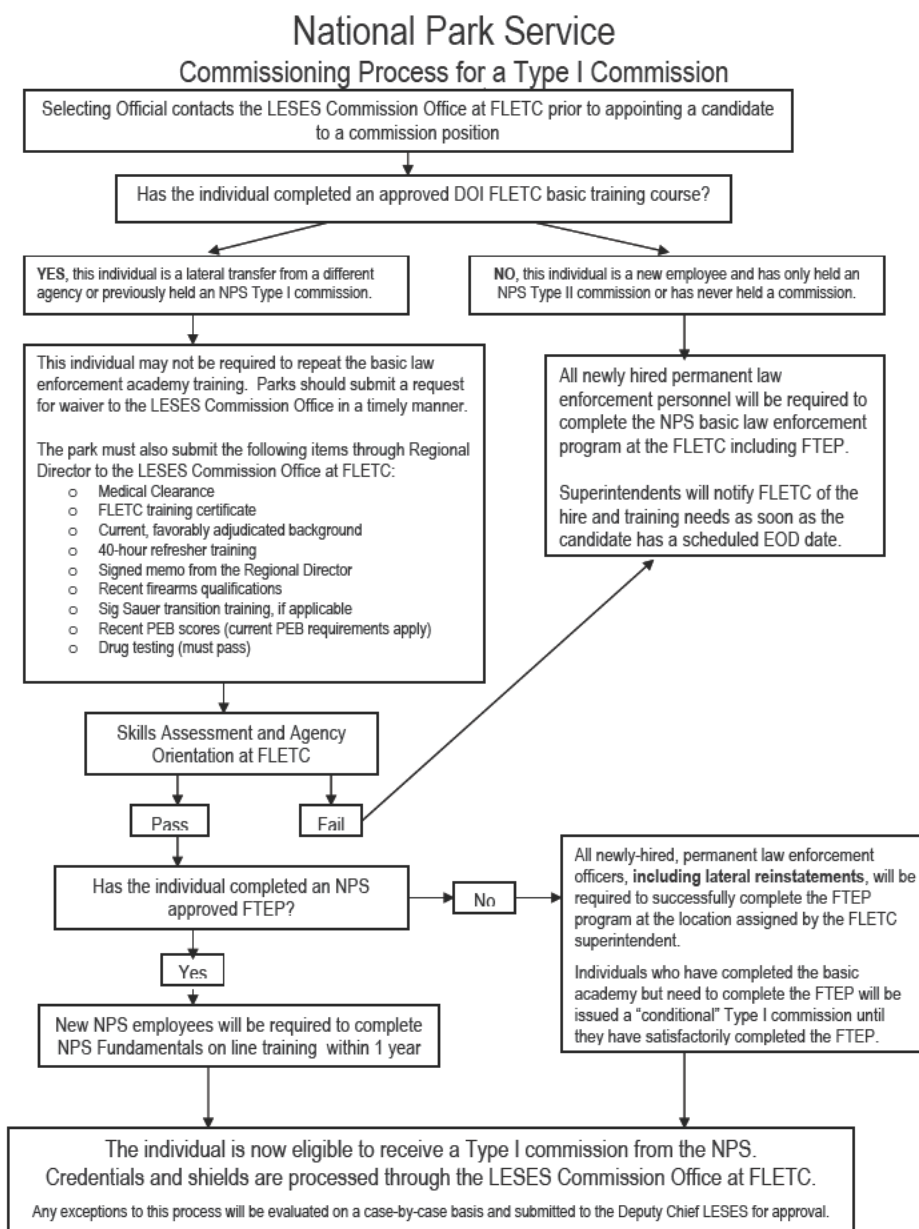 National Park Service
Commissioning Process for a Type I Commission
Selecting Official contacts the LESES Commission Office at FLETC prior to appointing a candidate
to a commission position
Has the individual completed an approved DOI FLETC basic training course?
YES, this individual is a lateral transfer from a different
agency or previously held an NPS Type I commission.
NO, this individual is a new employee and has only held an
NPS Type II commission or has never held a commission.
This individual may not be required to repeat the basic law
enforcement academy training. Parks should submit a request
for waiver to the LESES Commission Office in a timely manner.
The park must also submit the following items through Regional
Director to the LESES Commission Office at FLETC:
o Medical Clearance
o FLETC training certificate
o Current, favorably adjudicated background
o 40-hour refresher training
o Signed memo from the Regional Director
o Recent firearms qualifications
o Sig Sauer transition training, if applicable
o Recent PEB scores (current PEB requirements apply)
o Drug testing (must pass)
All newly hired permanent law
enforcement personnel will be required to
complete the NPS basic law enforcement
program at the FLETC including FTEP.
Superintendents will notify FLETC of the
hire and training needs as soon as the
candidate has a scheduled EOD date.
Skills Assessment and Agency
Orientation at FLETC
Pass
Fail
Has the individual completed an NPS
approved FTEP?
No
All newly-hired, permanent law enforcement
officers, including lateral reinstatements, will be
required to successfully complete the FTEP
program at the location assigned by the FLETC
superintendent.
Individuals who have completed the basic
academy but need to complete the FTEP will be
issued a “conditional” Type I commission until
they have satisfactorily completed the FTEP.
Yes
New NPS employees will be required to complete
NPS Fundamentals on line training within 1 year
The individual is now eligible to receive a Type I commission from the NPS.
Credentials and shields are processed through the LESES Commission Office at FLETC.
Any exceptions to this process will be evaluated on a case-by-case basis and submitted to the Deputy Chief LESES for approval.